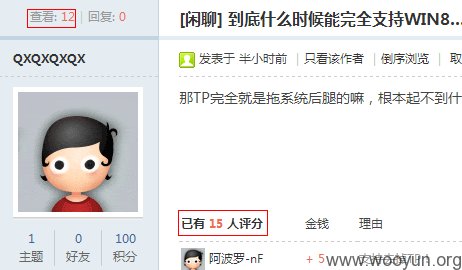 查看: 12 | 回复: 0
[闲聊] 到底什么时候能完全支持WIN8...
QXQXQXQX
发表于 半小时前 | 只看该作者 | 倒序浏览 | 取
那TP完全就是拖系统后腿的嘛，根本起不到什
已有 15 人评分 金钱 理由
1 0 100
主题 好友 积分
阿波罗-nF + 5
www.wooyun.org